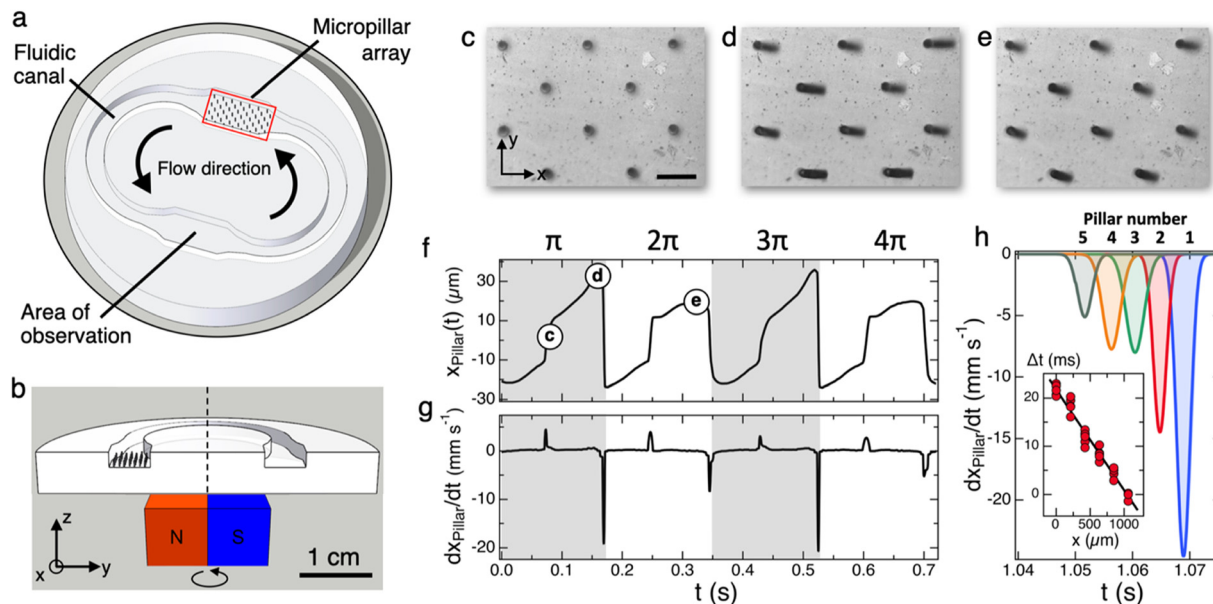 a
Fluidic
canal
Micropillar
array
Flow direction
Area of
observation
b
N
S
z
x
y
1 cm
c
y
x
d
e
f
π
2π
3π
4π
xPillar(t) (µm)
30
10
-10
-30
c
d
e
g
dxPillar/dt (mm s⁻¹)
0
-10
-20
0.0 0.1 0.2 0.3 0.4 0.5 0.6 0.7
t (s)
h
Pillar number
5 4 3 2 1
dxPillar/dt (mm s⁻¹)
0
-5
-10
-15
-20
Δt (ms)
20
10
0
0 500 1000
x (µm)
1.04 1.05 1.06 1.07
t (s)